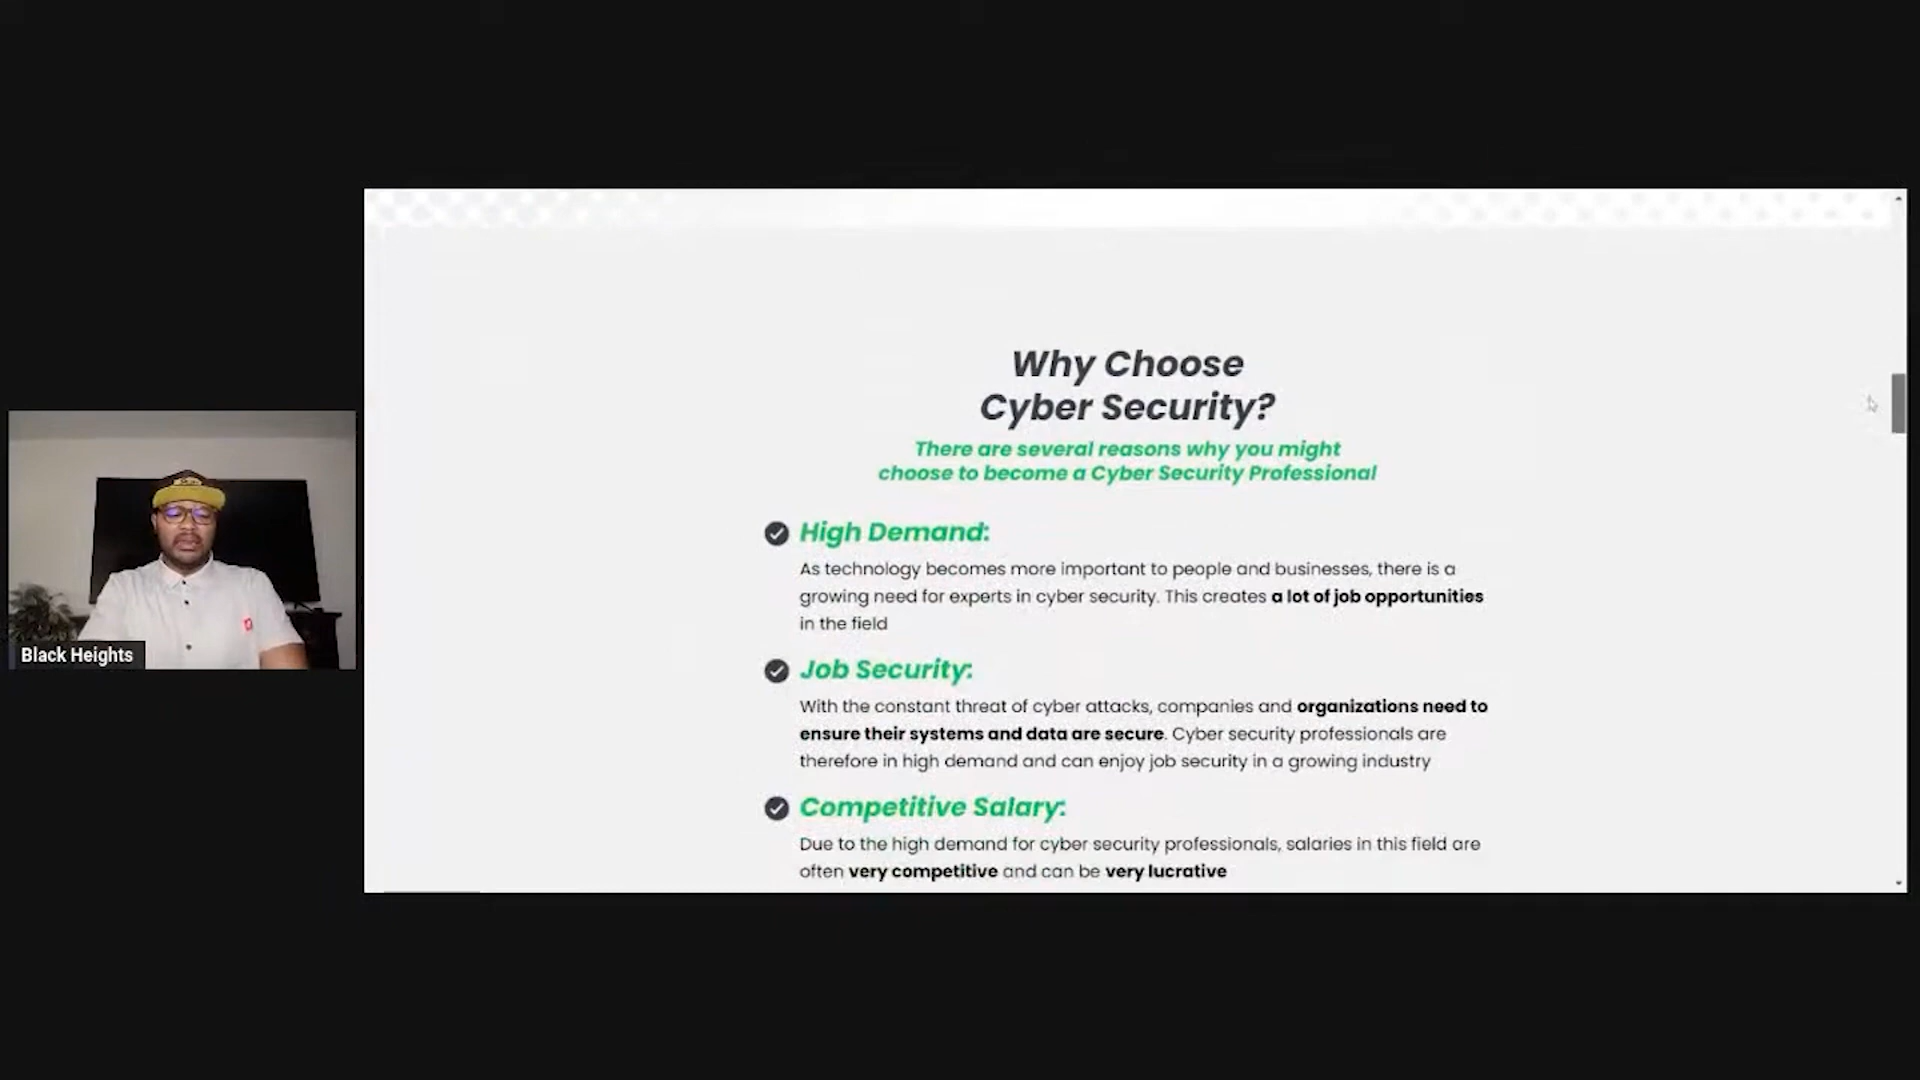 Why Choose
Cyber Security?
There are several reasons why you might
choose to become a Cyber Security Professional
High Demand:
As technology becomes more important to people and businesses, there is a
growing need for experts in cyber security. This creates a lot of job opportunities
in the field
Job Security:
With the constant threat of cyber attacks, companies and organizations need to
ensure their systems and data are secure. Cyber security professionals are
therefore in high demand and can enjoy job security in a growing industry
Competitive Salary:
Due to the high demand for cyber security professionals, salaries in this field are
often very competitive and can be very lucrative
Black Heights